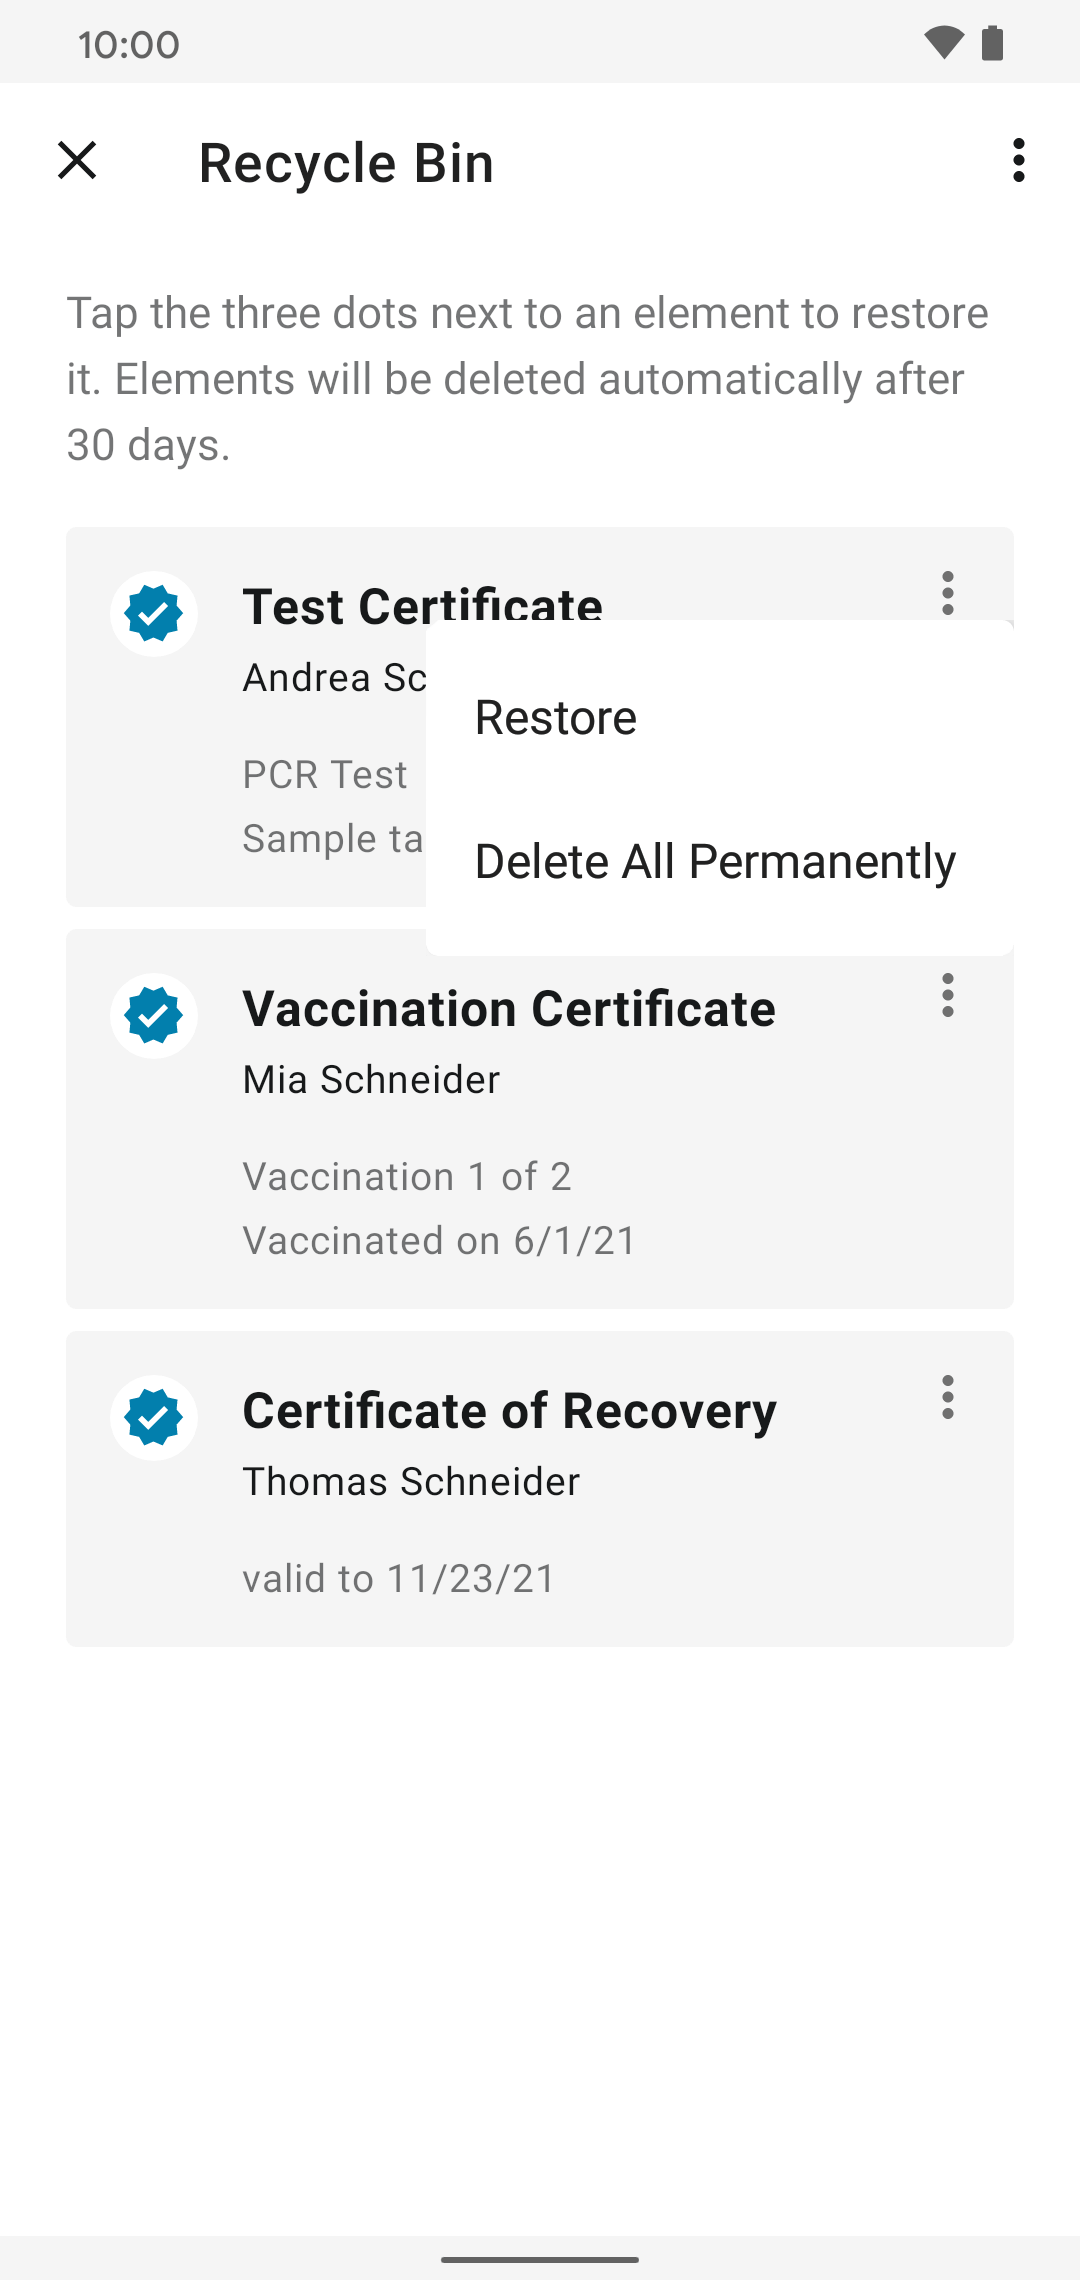 10:00
Recycle Bin
Tap the three dots next to an element to restore
it. Elements will be deleted automatically after
30 days.
Test Certificate
Andrea
Restore
PCR Test
Sample
Delete All Permanently
Vaccination Certificate
Mia Schneider
Vaccination 1 of 2
Vaccinated on 6/1/21
Certificate of Recovery
Thomas Schneider
valid to 11/23/21